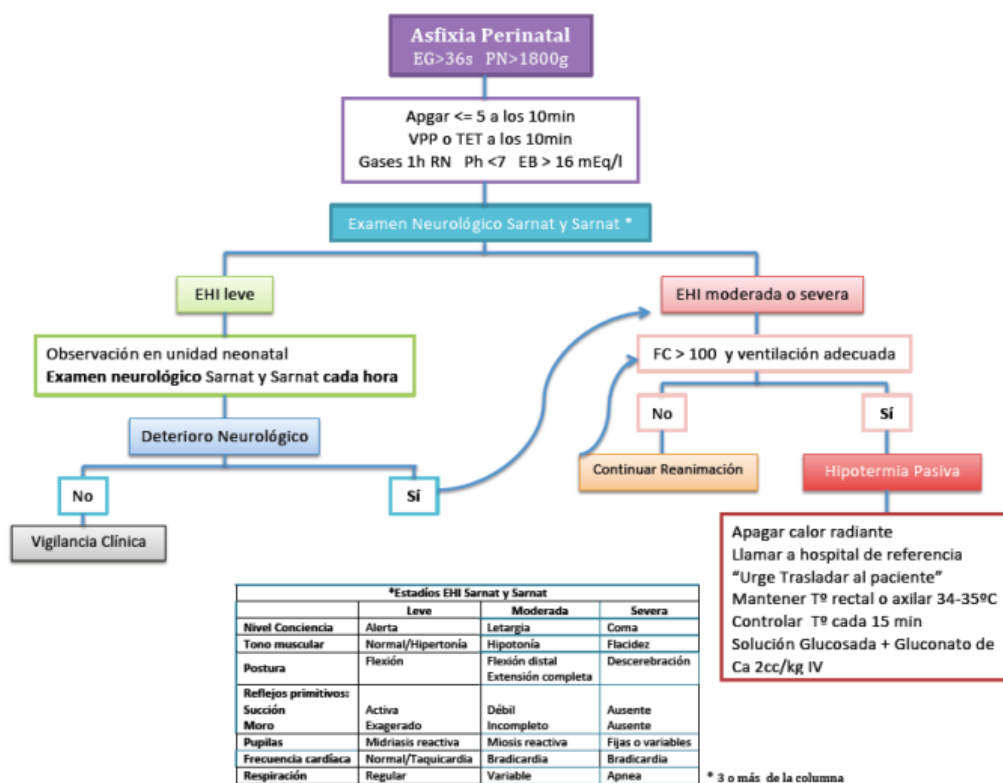 Asfixia Perinatal
EG>36s PN>1800g
Apgar <= 5 a los 10min
VPP o TET a los 10min
Gases 1h RN Ph <7 EB > 16 mEq/l
Examen Neurológico Sarnat y Sarnat *
EHI leve
EHI moderada o severa
Observación en unidad neonatal
Examen neurológico Sarnat y Sarnat cada hora
FC > 100 y ventilación adecuada
Deterioro Neurológico
No
Sí
No
Sí
Continuar Reanimación
Hipotermia Pasiva
Vigilancia Clínica
Apagar calor radiante
Llamar a hospital de referencia
“Urge Trasladar al paciente”
Mantener Tº rectal o axilar 34-35ºC
Controlar Tº cada 15 min
Solución Glucosada + Gluconato de
Ca 2cc/kg IV
*Estadíos EHI Sarnat y Sarnat
Leve Moderada Severa
Nivel Conciencia Alerta Letargia Coma
Tono muscular Normal/Hipertonía Hipotonía Flacidez
Postura Flexión Flexión distal Descerebración
Extensión completa
Reflejos primitivos:
Succión Activa Débil Ausente
Moro Exagerado Incompleto Ausente
Pupilas Midriasis reactiva Miosis reactiva Fijas o variables
Frecuencia cardíaca Normal/Taquicardia Bradicardia Bradicardia
Respiración Regular Variable Apnea
* 3 o más de la columna